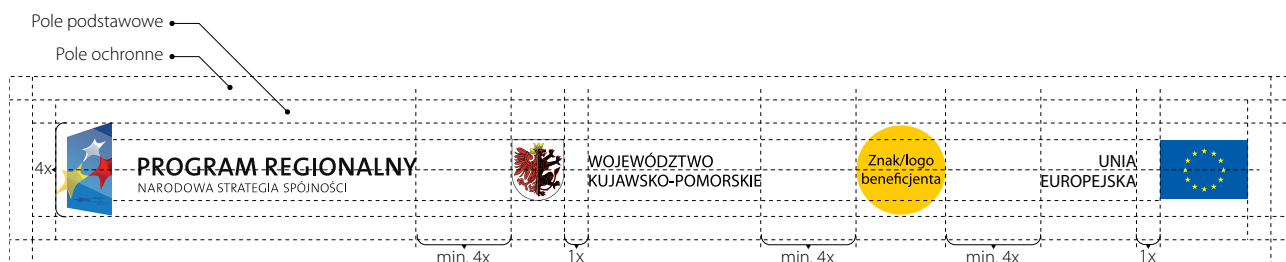 Pole podstawowe
Pole ochronne
4x
PROGRAM REGIONALNY
NARODOWA STRATEGIA SPÓJNOŚCI
WOJEWÓDZTWO
KUJAWSKO-POMORSKIE
Znak/logo
beneficjenta
UNIA
EUROPEJSKA
min. 4x
1x
min. 4x
min. 4x
1x